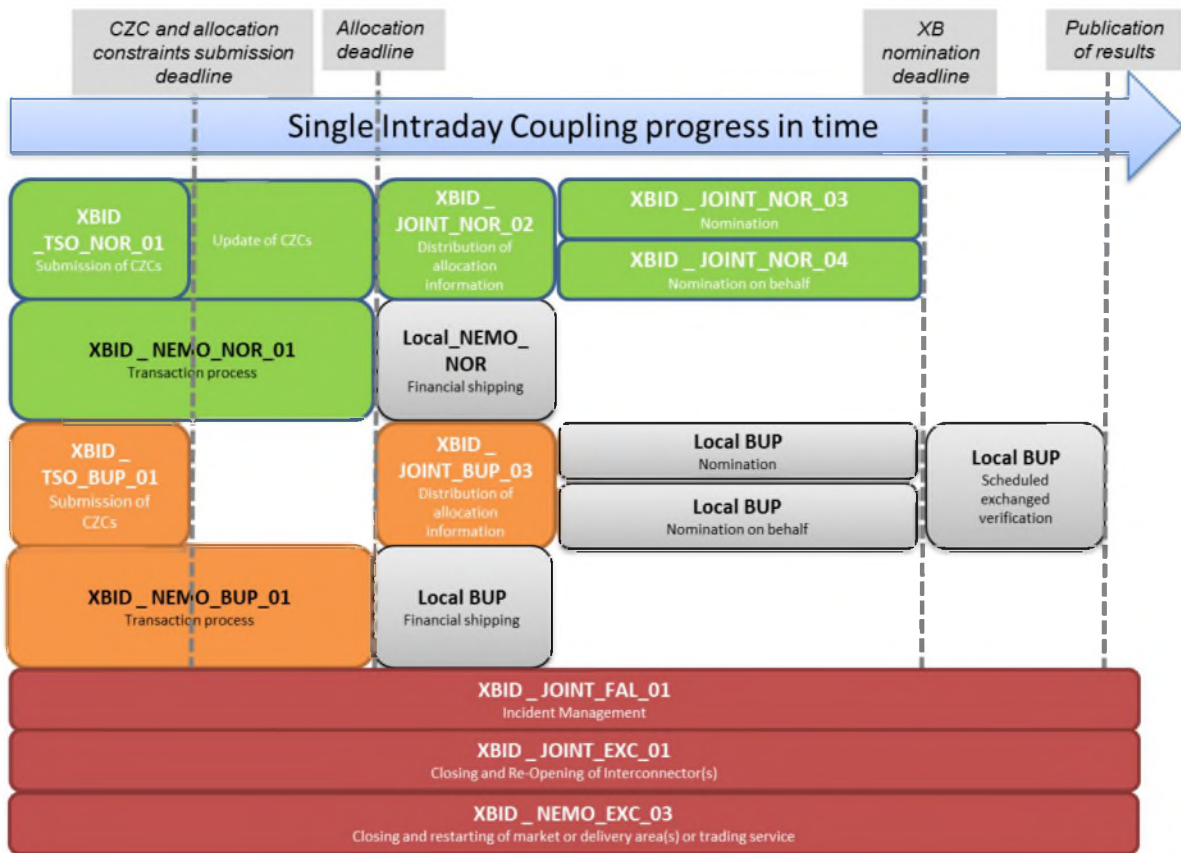 CZC and allocation
constraints submission
deadline
Allocation
deadline
XB
nomination
deadline
Publication
of results
Single Intraday Coupling progress in time
XBID
_TSO_NOR_01
Submission of CZCs
Update of CZCs
XBID _
JOINT_NOR_02
Distribution of
allocation
information
XBID _ JOINT_NOR_03
Nomination
XBID _ JOINT_NOR_04
Nomination on behalf
XBID _ NEMO_NOR_01
Transaction process
Local_NEMO_
NOR
Financial shipping
XBID _
TSO_BUP_01
Submission of
CZCs
XBID _
JOINT_BUP_03
Distribution of
allocation
information
Local BUP
Nomination
Local BUP
Nomination on behalf
Local BUP
Scheduled
exchanged
verification
XBID _ NEMO_BUP_01
Transaction process
Local BUP
Financial shipping
XBID _ JOINT_FAL_01
Incident Management
XBID _ JOINT_EXC_01
Closing and Re-Opening of Interconnector(s)
XBID _ NEMO_EXC_03
Closing and restarting of market or delivery area(s) or trading service